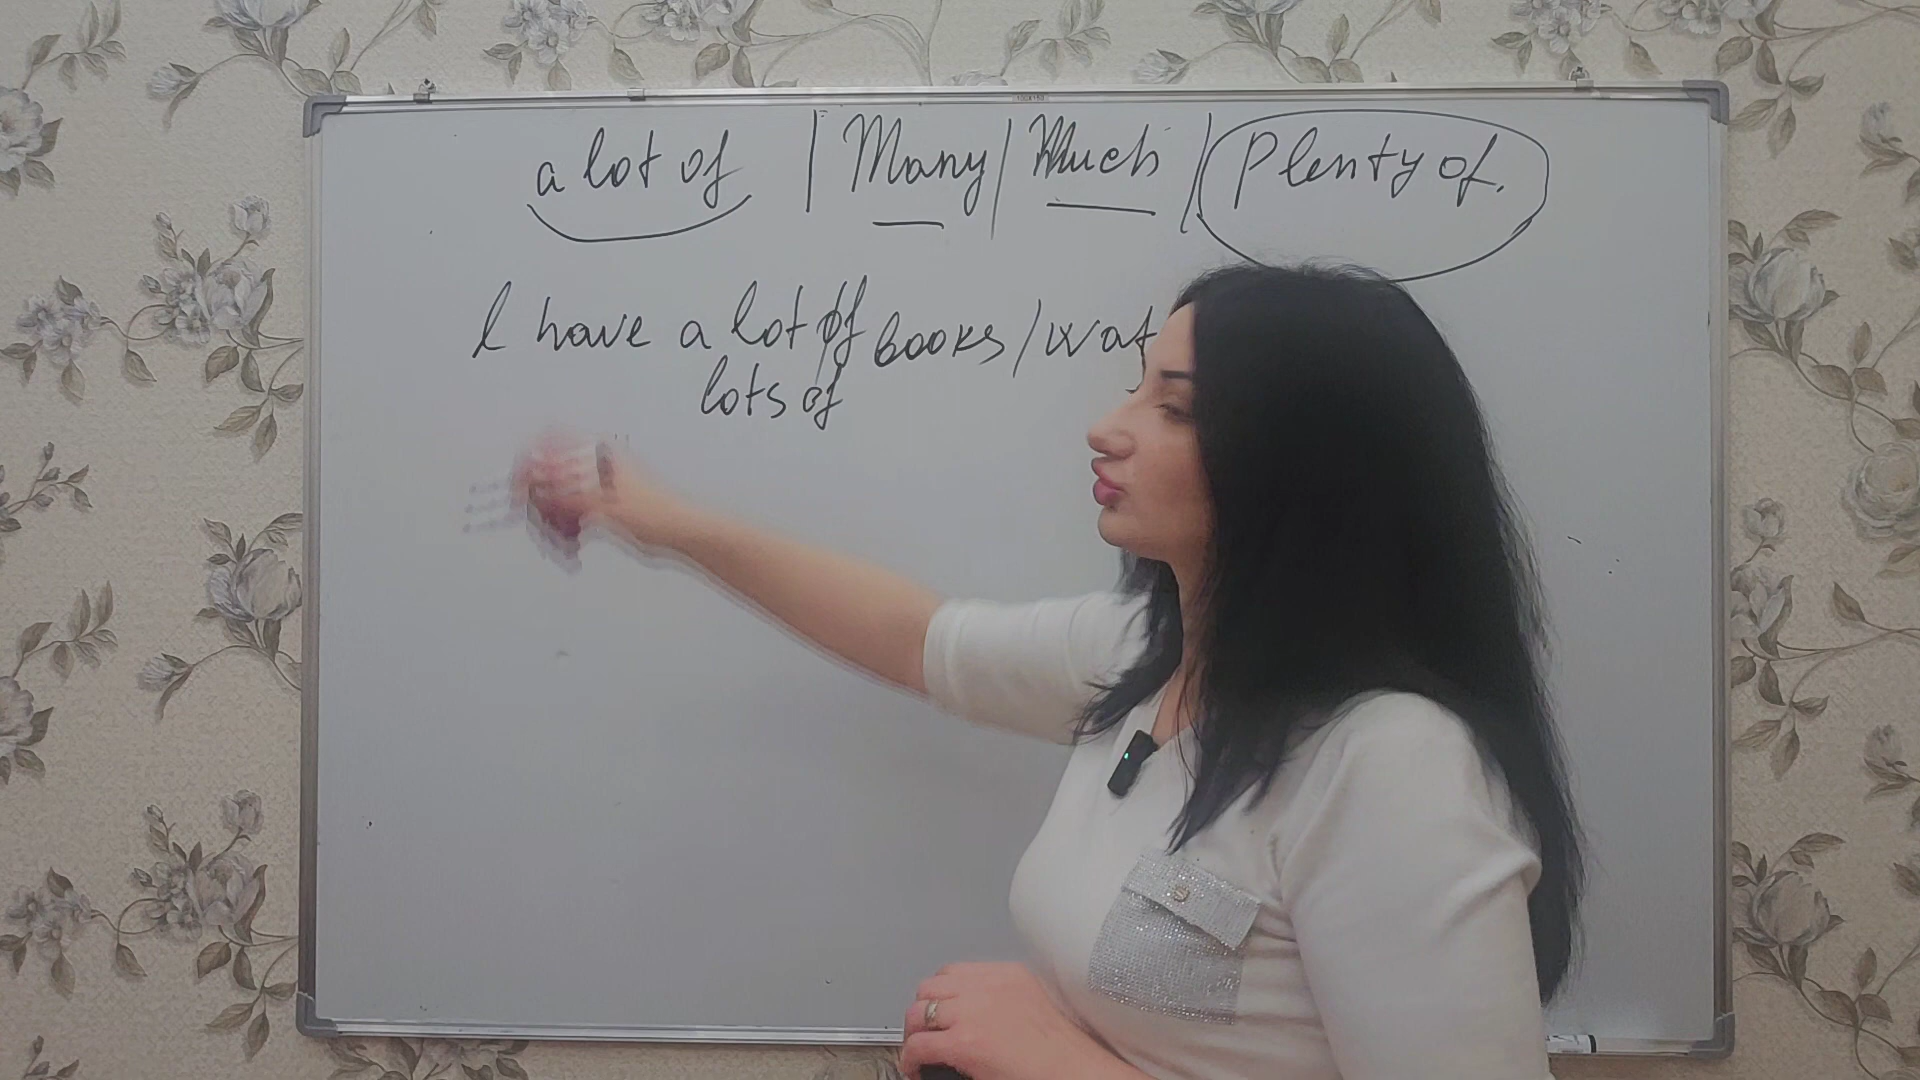 a lot of | Many | Much | Plenty of.
I have a lot of books / wat
lots of